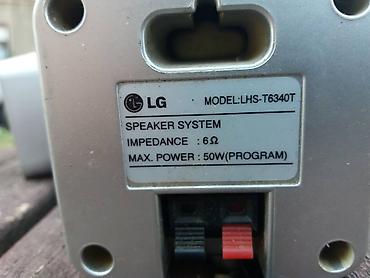 LG MODEL:LHS-T6340T
SPEAKER SYSTEM
IMPEDANCE : 6Ω
MAX. POWER : 50W(PROGRAM)